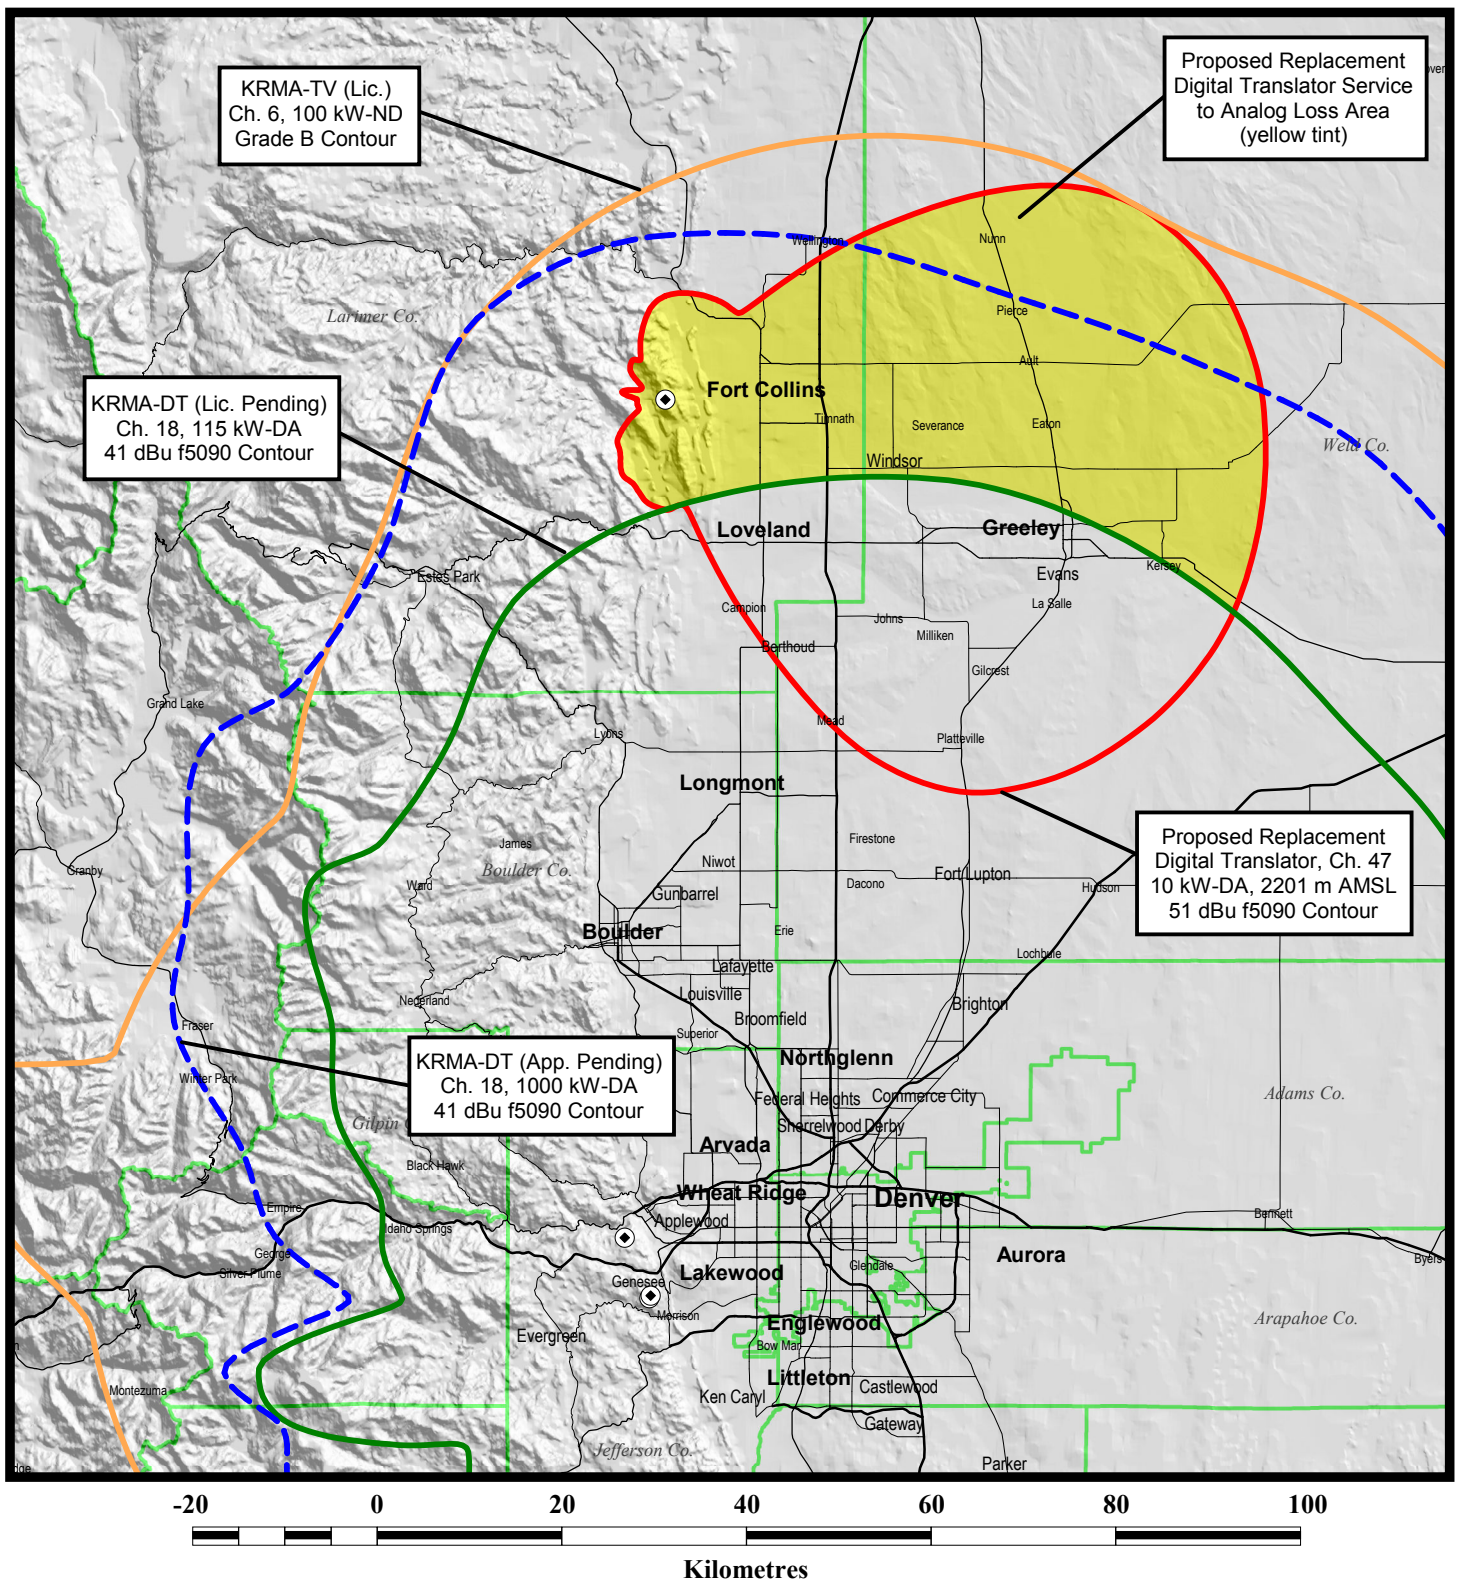 KRMA-TV (Lic.)
Ch. 6, 100 kW-ND
Grade B Contour
Proposed Replacement
Digital Translator Service
to Analog Loss Area
(yellow tint)
Wellington
Nunn
Larimer Co.
Pierce
Ault
KRMA-DT (Lic. Pending)
Ch. 18, 115 kW-DA
41 dBu f5090 Contour
Fort Collins
Timnath
Severance
Eaton
Weld Co.
Windsor
Loveland
Greeley
Estes Park
Evans
Kersey
Campion
La Salle
Johns
Milliken
Berthoud
Gilcrest
Grand Lake
Mead
Lyons
Platteville
Longmont
Proposed Replacement
Digital Translator, Ch. 47
10 kW-DA, 2201 m AMSL
51 dBu f5090 Contour
James
Firestone
Niwot
Granby
Boulder Co.
Ward
Gunbarrel
Dacono
Fort Lupton
Hudson
Boulder
Erie
Lochbuie
Lafayette
Louisville
Nederland
Brighton
Broomfield
Fraser
Superior
KRMA-DT (App. Pending)
Ch. 18, 1000 kW-DA
41 dBu f5090 Contour
Northglenn
Winter Park
Federal Heights
Commerce City
Adams Co.
Gilpin
Sherrelwood
Derby
Arvada
Black Hawk
Wheat Ridge
Denver
Empire
Applewood
Idaho Springs
Bennett
George
Aurora
Byers
Silver Plume
Lakewood
Glendale
Genesee
Morrison
Englewood
Arapahoe Co.
Evergreen
Bow Mar
Littleton
Montezuma
Ken Caryl
Castlewood
Gateway
Jefferson Co.
Parker
-20 0 20 40 60 80 100
Kilometres